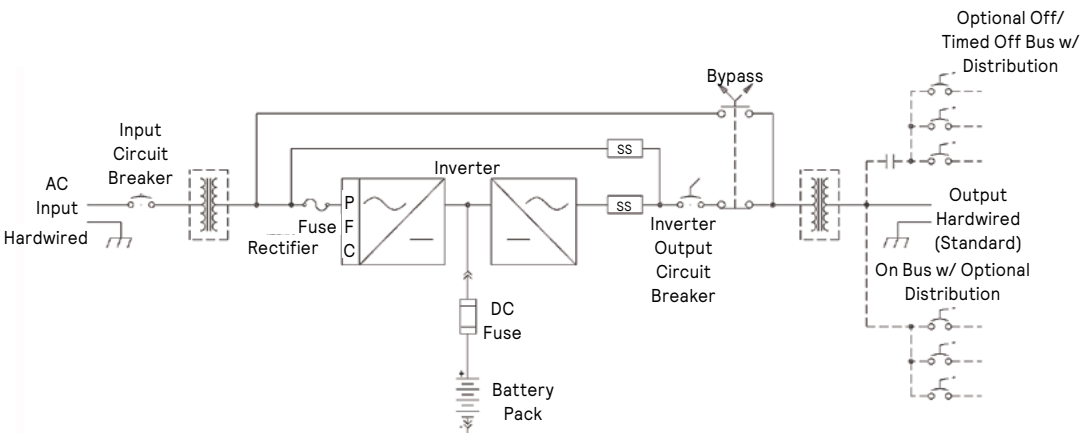 Optional Off/
Timed Off Bus w/
Distribution
Bypass
Input
Circuit
Breaker
AC
Input
Hardwired
Fuse
Rectifier
P
F
C
Inverter
SS
SS
Inverter
Output
Circuit
Breaker
Output
Hardwired
(Standard)
On Bus w/ Optional
Distribution
DC
Fuse
Battery
Pack